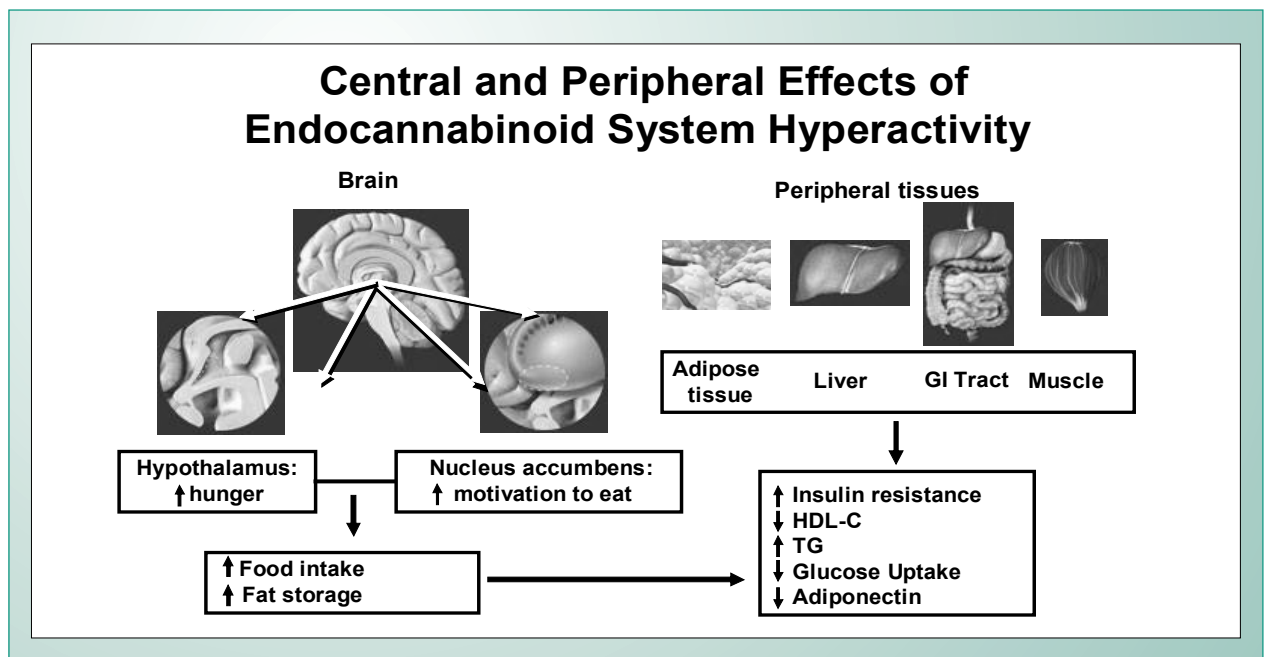 Central and Peripheral Effects of
Endocannabinoid System Hyperactivity
Brain
Peripheral tissues
Adipose
tissue
Liver
GI Tract
Muscle
Hypothalamus:
↑ hunger
Nucleus accumbens:
↑ motivation to eat
↑ Food intake
↑ Fat storage
↑ Insulin resistance
↓ HDL-C
↑ TG
↓ Glucose Uptake
↓ Adiponectin